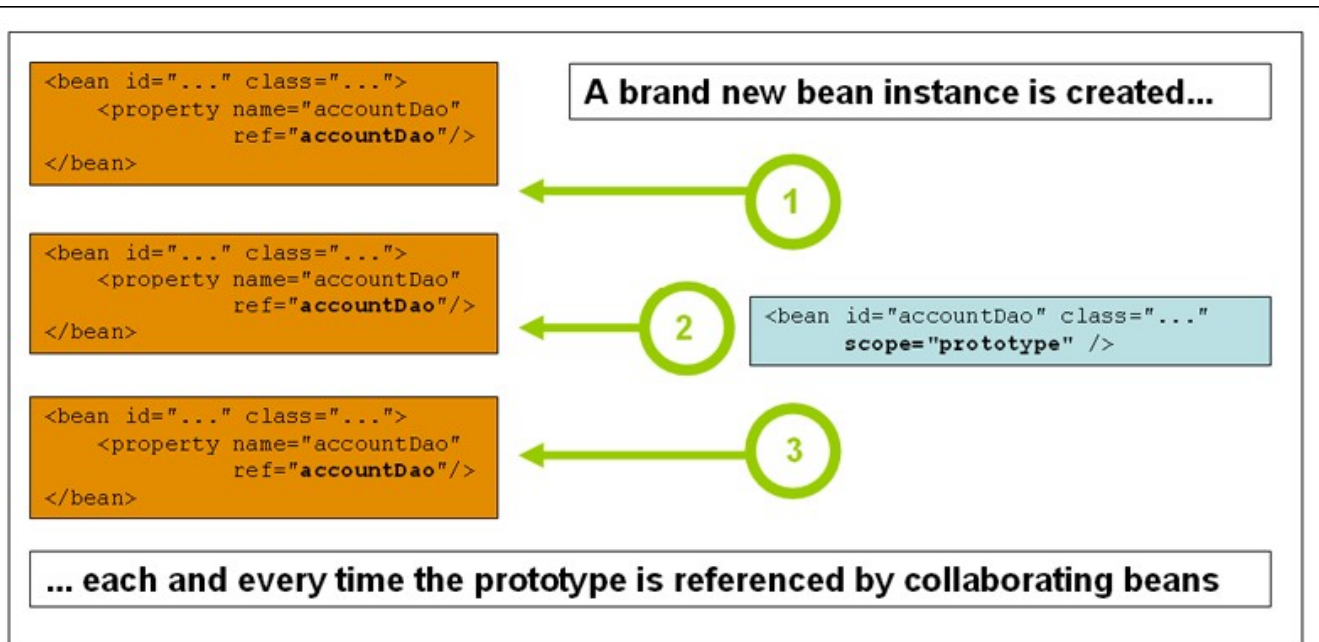 <bean id="..." class="...">
    <property name="accountDao"
              ref="accountDao"/>
</bean>
A brand new bean instance is created...
1
<bean id="..." class="...">
    <property name="accountDao"
              ref="accountDao"/>
</bean>
2
<bean id="accountDao" class="..."
      scope="prototype" />
<bean id="..." class="...">
    <property name="accountDao"
              ref="accountDao"/>
</bean>
3
... each and every time the prototype is referenced by collaborating beans